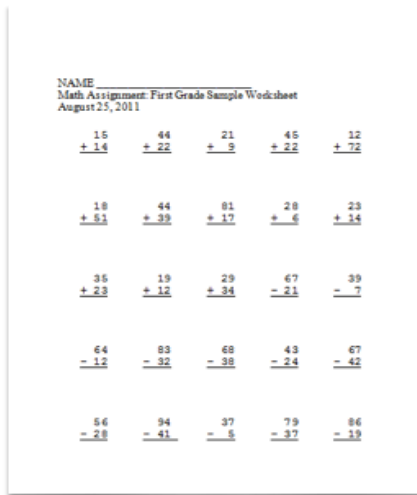 NAME
Math Assignment: First Grade Sample Worksheet
August 25, 2011
15 44 21 45 12
+ 14 + 22 + 9 + 22 + 72
18 44 81 28 23
+ 51 + 39 + 17 + 6 + 14
35 19 29 67 39
+ 23 + 12 + 34 - 21 - 7
64 83 68 43 67
- 12 - 32 - 38 - 24 - 42
56 94 37 79 86
- 28 - 41 - 5 - 37 - 19